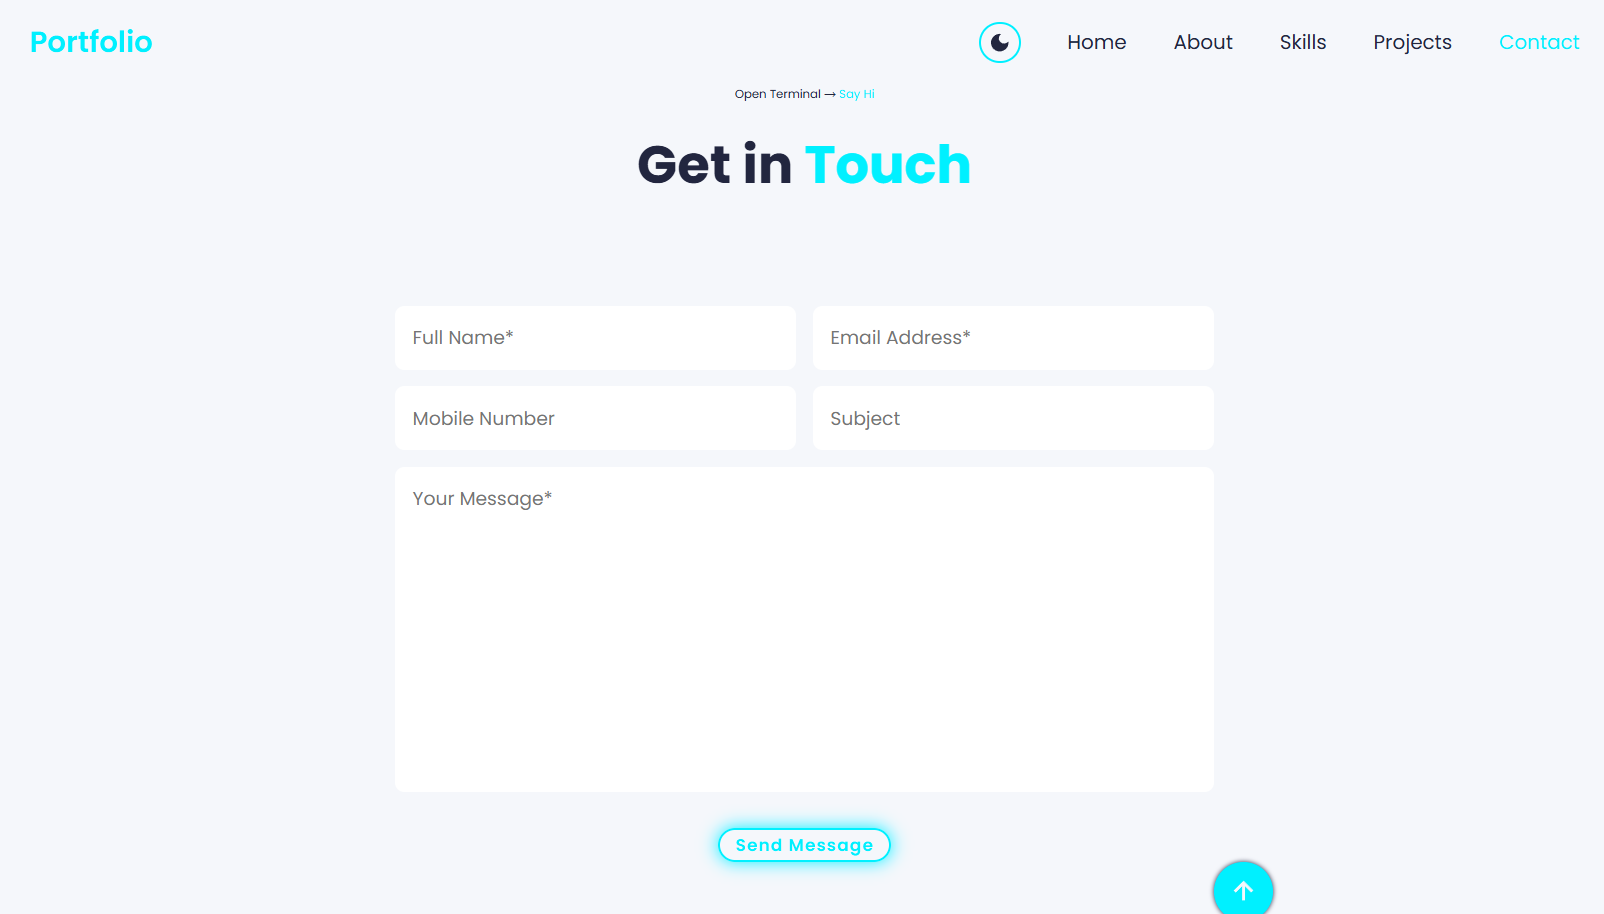 Portfolio
Home About Skills Projects Contact
Open Terminal → Say Hi
Get in Touch
Full Name* Email Address*
Mobile Number Subject
Your Message*
Send Message